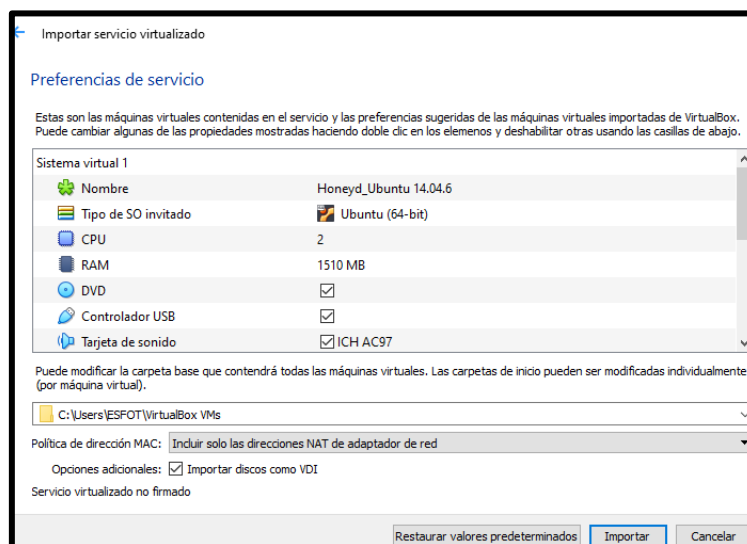 Importar servicio virtualizado
Preferencias de servicio
Estas son las máquinas virtuales contenidas en el servicio y las preferencias sugeridas de las máquinas virtuales importadas de VirtualBox.
Puede cambiar algunas de las propiedades mostradas haciendo doble clic en los elemenos y deshabilitar otras usando las casillas de abajo.
Sistema virtual 1
Nombre Honeyd_Ubuntu 14.04.6
Tipo de SO invitado Ubuntu (64-bit)
CPU 2
RAM 1510 MB
DVD
Controlador USB
Tarjeta de sonido ICH AC97
Puede modificar la carpeta base que contendrá todas las máquinas virtuales. Las carpetas de inicio pueden ser modificadas individualmente
(por máquina virtual).
C:\Users\ESFOT\VirtualBox VMs
Política de dirección MAC: Incluir solo las direcciones NAT de adaptador de red
Opciones adicionales: Importar discos como VDI
Servicio virtualizado no firmado
Restaurar valores predeterminados Importar Cancelar